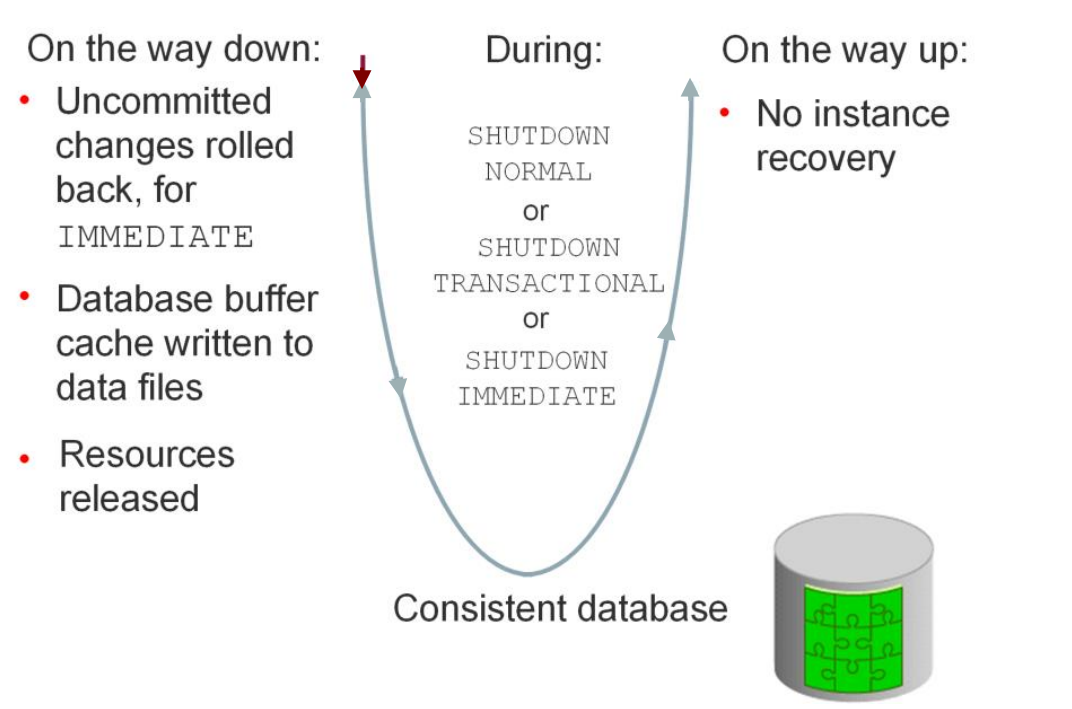 On the way down:
• Uncommitted
changes rolled
back, for
IMMEDIATE
• Database buffer
cache written to
data files
• Resources
released
During:
SHUTDOWN
NORMAL
or
SHUTDOWN
TRANSACTIONAL
or
SHUTDOWN
IMMEDIATE
On the way up:
• No instance
recovery
Consistent database